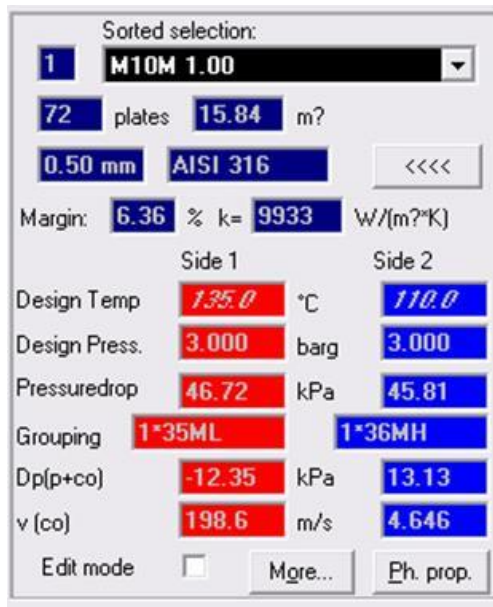 Sorted selection:
1 M10M 1.00
72 plates 15.84 m?
0.50 mm AISI 316 <<<<
Margin: 6.36 % k= 9933 W/(m?*K)
Side 1 Side 2
Design Temp 135.0 °C 110.0
Design Press. 3.000 barg 3.000
Pressuredrop 46.72 kPa 45.81
Grouping 1*35ML 1*36MH
Dp(p+co) -12.35 kPa 13.13
v (co) 198.6 m/s 4.646
Edit mode More... Ph. prop.